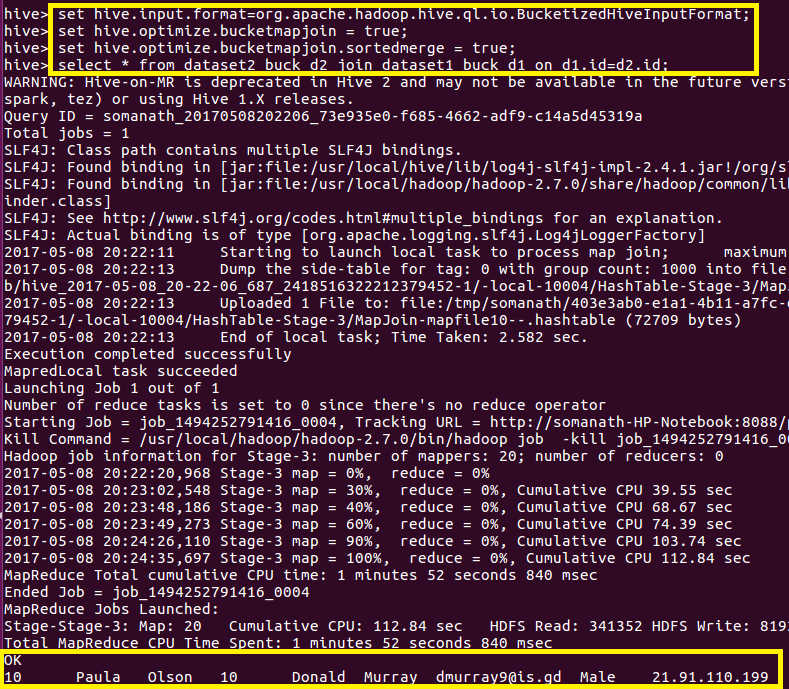 hive> set hive.input.format=org.apache.hadoop.hive.ql.io.BucketizedHiveInputFormat;
hive> set hive.optimize.bucketmapjoin = true;
hive> set hive.optimize.bucketmapjoin.sortedmerge = true;
hive> select * from dataset2_buck d2 join dataset1_buck d1 on d1.id=d2.id;
WARNING: Hive-on-MR is deprecated in Hive 2 and may not be available in the future vers
spark, tez) or using Hive 1.X releases.
Query ID = somanath_20170508202206_73e935e0-f685-4662-adf9-c14a5d45319a
Total jobs = 1
SLF4J: Class path contains multiple SLF4J bindings.
SLF4J: Found binding in [jar:file:/usr/local/hive/lib/log4j-slf4j-impl-2.4.1.jar!/org/sl
SLF4J: Found binding in [jar:file:/usr/local/hadoop/hadoop-2.7.0/share/hadoop/common/lib
inder.class]
SLF4J: See http://www.slf4j.org/codes.html#multiple_bindings for an explanation.
SLF4J: Actual binding is of type [org.apache.logging.slf4j.Log4jLoggerFactory]
2017-05-08 20:22:11 Starting to launch local task to process map join; maximum
2017-05-08 20:22:13 Dump the side-table for tag: 0 with group count: 1000 into file
b/hive_2017-05-08_20-22-06_687_2418516322212379452-1/-local-10004/HashTable-Stage-3/Map
2017-05-08 20:22:13 Uploaded 1 File to: file:/tmp/somanath/403e3ab0-e1a1-4b11-a7fc-
79452-1/-local-10004/HashTable-Stage-3/MapJoin-mapfile10--.hashtable (72709 bytes)
2017-05-08 20:22:13 End of local task; Time Taken: 2.582 sec.
Execution completed successfully
MapredLocal task succeeded
Launching Job 1 out of 1
Number of reduce tasks is set to 0 since there's no reduce operator
Starting Job = job_1494252791416_0004, Tracking URL = http://somanath-HP-Notebook:8088/p
Kill Command = /usr/local/hadoop/hadoop-2.7.0/bin/hadoop job -kill job_1494252791416_00
Hadoop job information for Stage-3: number of mappers: 20; number of reducers: 0
2017-05-08 20:22:20,968 Stage-3 map = 0%, reduce = 0%
2017-05-08 20:23:02,548 Stage-3 map = 30%, reduce = 0%, Cumulative CPU 39.55 sec
2017-05-08 20:23:48,186 Stage-3 map = 40%, reduce = 0%, Cumulative CPU 68.67 sec
2017-05-08 20:23:49,273 Stage-3 map = 60%, reduce = 0%, Cumulative CPU 74.39 sec
2017-05-08 20:24:26,110 Stage-3 map = 90%, reduce = 0%, Cumulative CPU 103.74 sec
2017-05-08 20:24:35,697 Stage-3 map = 100%, reduce = 0%, Cumulative CPU 112.84 sec
MapReduce Total cumulative CPU time: 1 minutes 52 seconds 840 msec
Ended Job = job_1494252791416_0004
MapReduce Jobs Launched:
Stage-Stage-3: Map: 20 Cumulative CPU: 112.84 sec HDFS Read: 341352 HDFS Write: 8192
Total MapReduce CPU Time Spent: 1 minutes 52 seconds 840 msec
OK
10 Paula Olson 10 Donald Murray dmurray9@is.gd Male 21.91.110.199